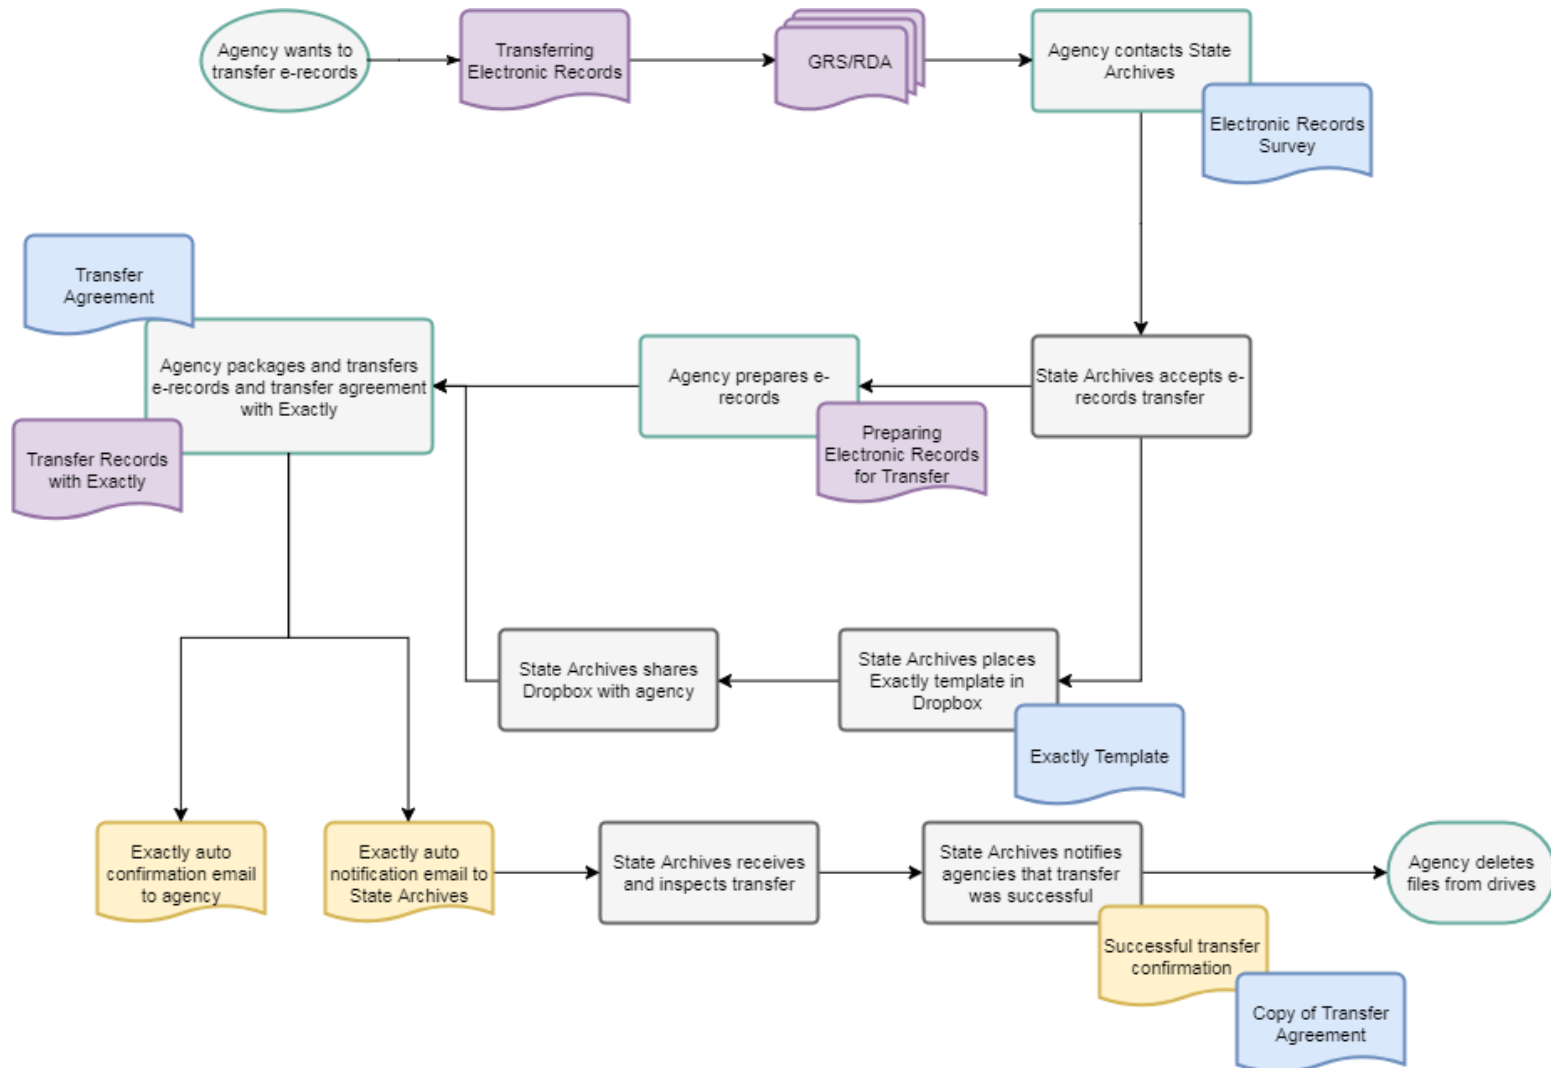 Agency wants to
transfer e-records
Transferring
Electronic Records
GRS/RDA
Agency contacts State
Archives
Electronic Records
Survey
Transfer
Agreement
Agency packages and transfers
e-records and transfer agreement
with Exactly
Transfer Records
with Exactly
Agency prepares e-
records
Preparing
Electronic Records
for Transfer
State Archives accepts e-
records transfer
State Archives shares
Dropbox with agency
State Archives places
Exactly template in
Dropbox
Exactly Template
Exactly auto
confirmation email
to agency
Exactly auto
notification email to
State Archives
State Archives receives
and inspects transfer
State Archives notifies
agencies that transfer
was successful
Successful transfer
confirmation
Copy of Transfer
Agreement
Agency deletes
files from drives